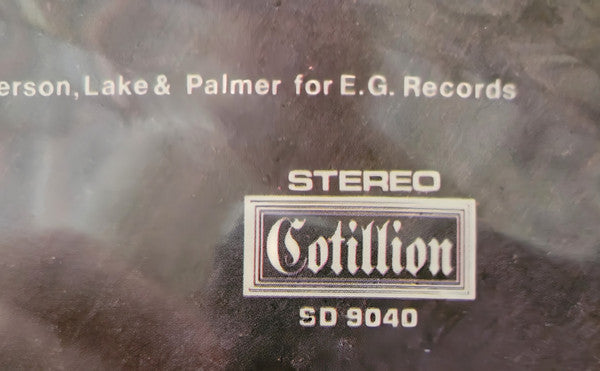 erson, Lake & Palmer for E.G. Records
STEREO
Cotillion
SD 9040